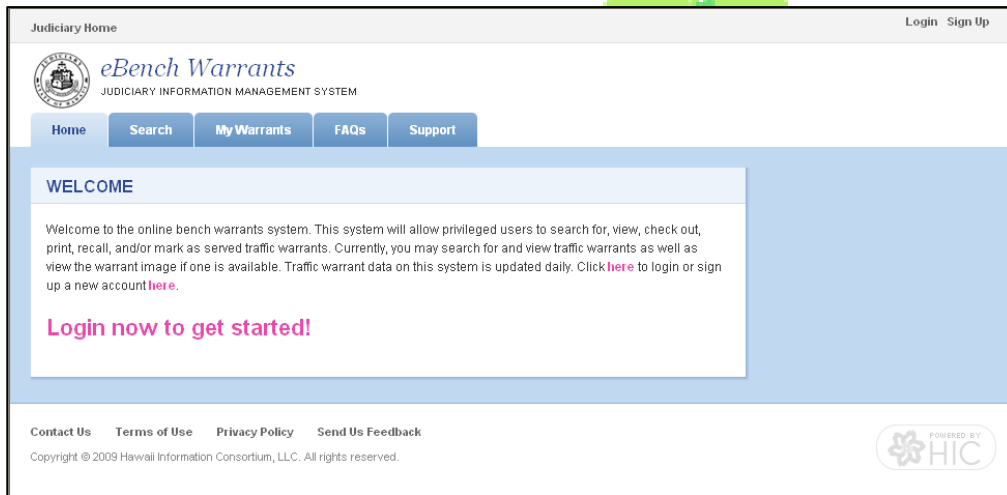 Judiciary Home
Login Sign Up
eBench Warrants
JUDICIARY INFORMATION MANAGEMENT SYSTEM
Home Search My Warrants FAQs Support
WELCOME
Welcome to the online bench warrants system. This system will allow privileged users to search for, view, check out,
print, recall, and/or mark as served traffic warrants. Currently, you may search for and view traffic warrants as well as
view the warrant image if one is available. Traffic warrant data on this system is updated daily. Click here to login or sign
up a new account here.
Login now to get started!
Contact Us Terms of Use Privacy Policy Send Us Feedback
Copyright © 2009 Hawaii Information Consortium, LLC. All rights reserved.
POWERED BY
HIC